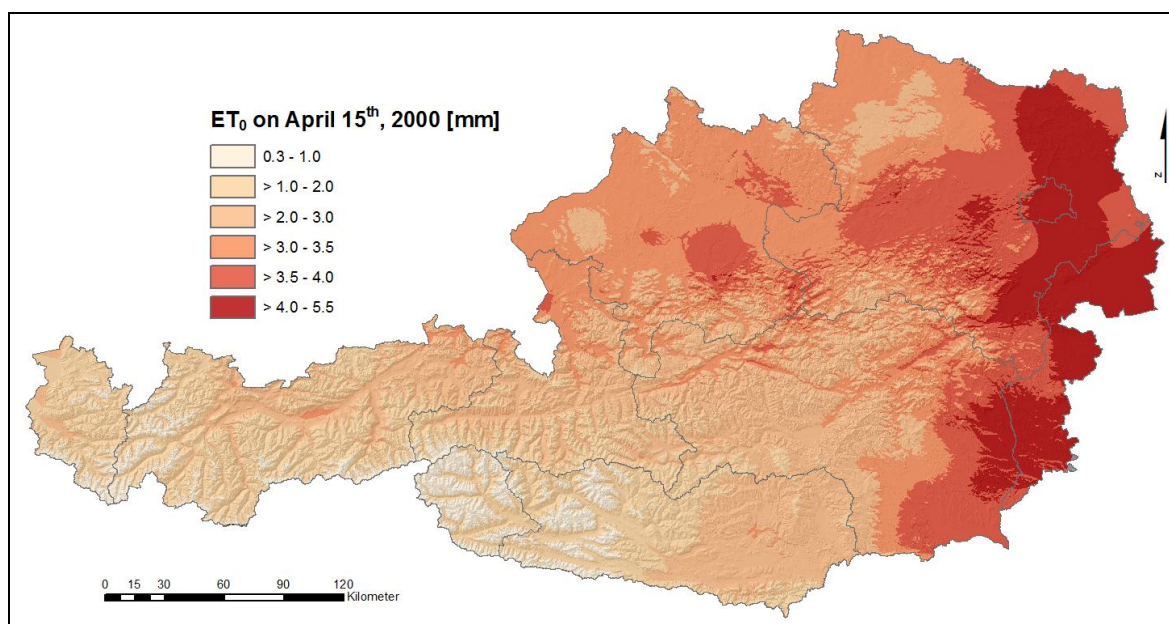 ET₀ on April 15ᵗʰ, 2000 [mm]
0.3 - 1.0
> 1.0 - 2.0
> 2.0 - 3.0
> 3.0 - 3.5
> 3.5 - 4.0
> 4.0 - 5.5
N
0 15 30 60 90 120
Kilometer